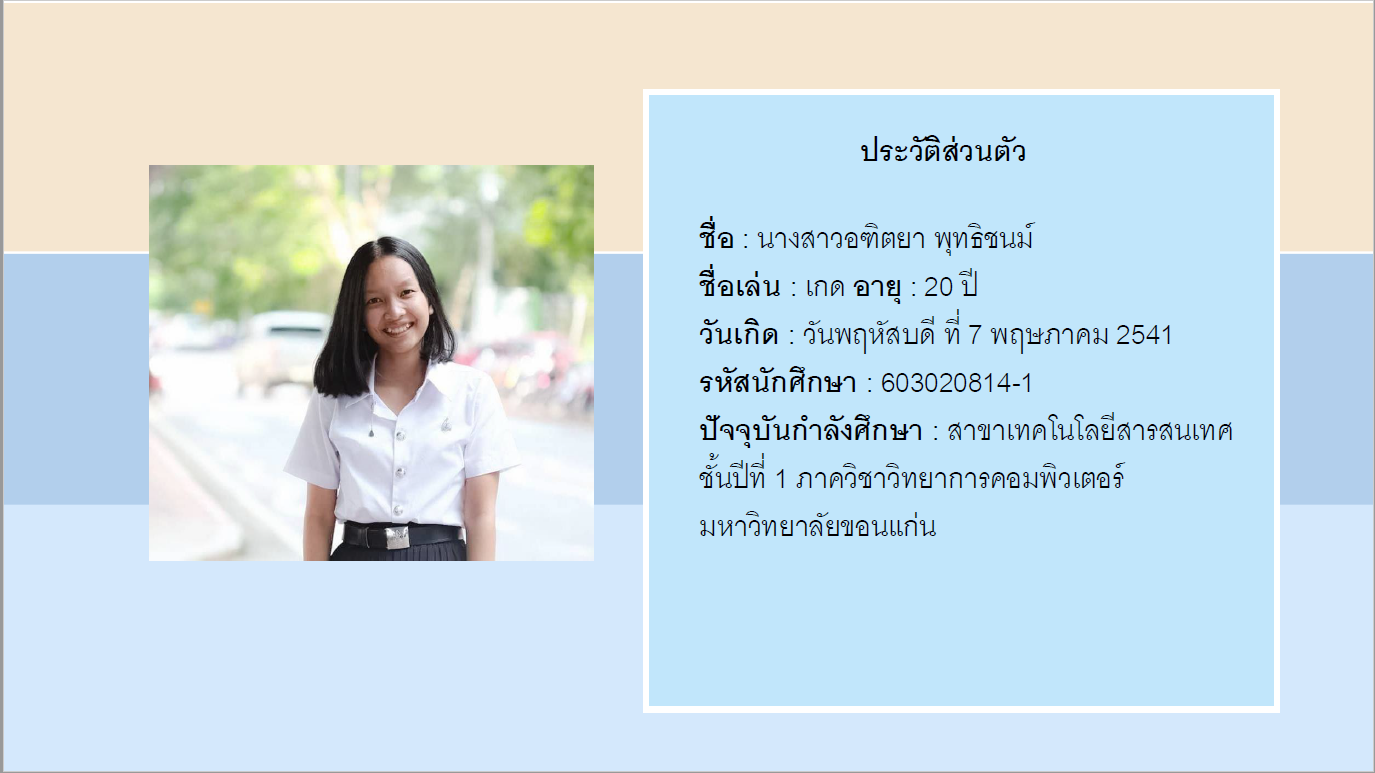 ประวัติส่วนตัว
ชื่อ : นางสาวอฑิตยา พุทธิชนม์
ชื่อเล่น : เกด อายุ : 20 ปี
วันเกิด : วันพฤหัสบดี ที่ 7 พฤษภาคม 2541
รหัสนักศึกษา : 603020814-1
ปัจจุบันกำลังศึกษา : สาขาเทคโนโลยีสารสนเทศ
ชั้นปีที่ 1 ภาควิชาวิทยาการคอมพิวเตอร์
มหาวิทยาลัยขอนแก่น